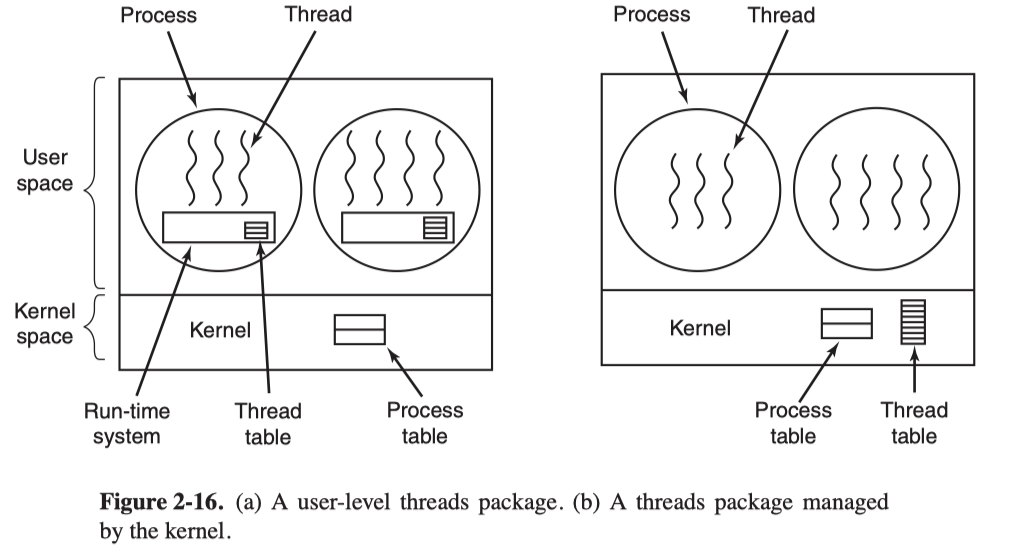 Process
Thread
Process
Thread
User
space
Kernel
space
Kernel
Kernel
Run-time
system
Thread
table
Process
table
Process
table
Thread
table
Figure 2-16. (a) A user-level threads package. (b) A threads package managed
by the kernel.